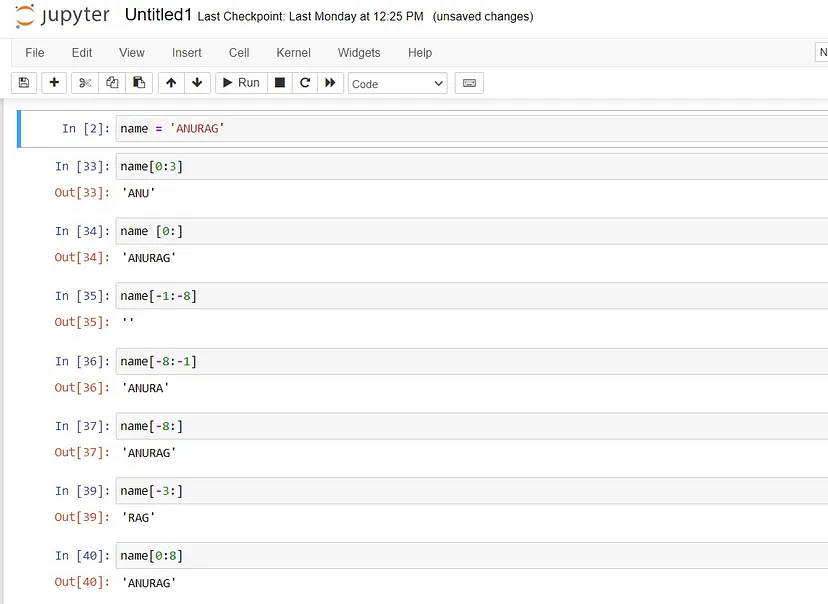 jupyter Untitled1 Last Checkpoint: Last Monday at 12:25 PM (unsaved changes)
File Edit View Insert Cell Kernel Widgets Help N
Run Code
In [2]: name = 'ANURAG'
In [33]: name[0:3]
Out[33]: 'ANU'
In [34]: name [0:]
Out[34]: 'ANURAG'
In [35]: name[-1:-8]
Out[35]: ''
In [36]: name[-8:-1]
Out[36]: 'ANURA'
In [37]: name[-8:]
Out[37]: 'ANURAG'
In [39]: name[-3:]
Out[39]: 'RAG'
In [40]: name[0:8]
Out[40]: 'ANURAG'